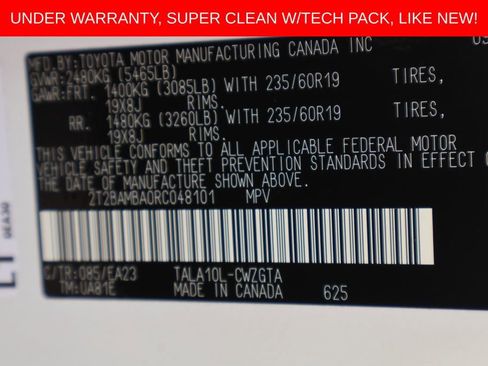 UNDER WARRANTY, SUPER CLEAN W/TECH PACK, LIKE NEW!
MFD.BY:TOYOTA MOTOR MANUFACTURING CANADA INC
GVWR:2480KG (5465LB)
GAWR:FRT. 1400KG (3085LB) WITH 235/60R19 TIRES,
19X8J RIMS.
RR. 1480KG (3260LB) WITH 235/60R19 TIRES,
19X8J RIMS.
THIS VEHICLE CONFORMS TO ALL APPLICABLE FEDERAL MOTOR
VEHICLE SAFETY AND THEFT PREVENTION STANDARDS IN EFFECT
THE DATE OF MANUFACTURE SHOWN ABOVE.
2T2BAMBA0RC048101 MPV
C/TR:085/EA23 TALA10L-CWZGTA
TM:UA81E MADE IN CANADA 625
0EA30